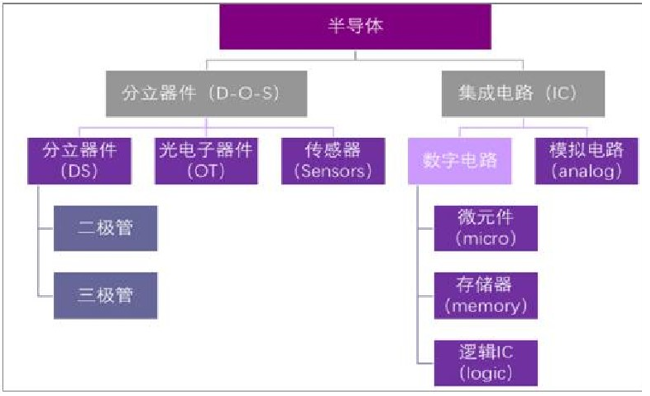 半导体
分立器件（D-O-S）
集成电路（IC）
分立器件
（DS）
光电子器件
（OT）
传感器
（Sensors）
数字电路
模拟电路
（analog）
二极管
三极管
微元件
（micro）
存储器
（memory）
逻辑IC
（logic）